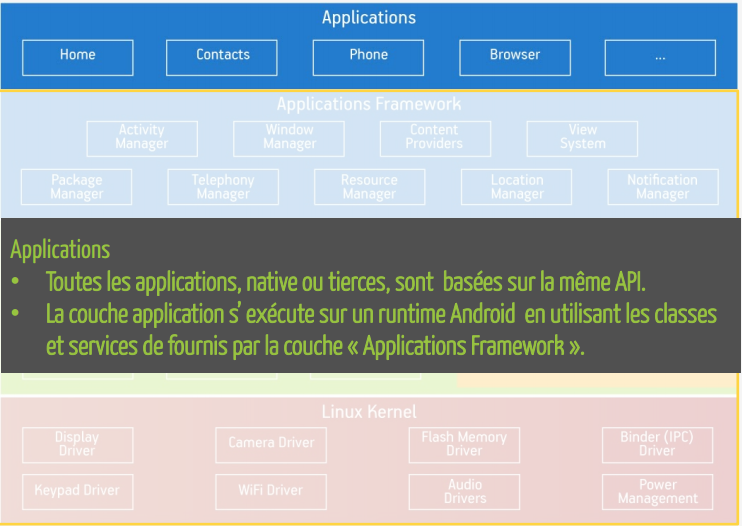 Applications
Home Contacts Phone Browser ...
Applications Framework
Activity Manager
Window Manager
Content Providers
View System
Package Manager
Telephony Manager
Resource Manager
Location Manager
Notification Manager
Applications
• Toutes les applications, native ou tierces, sont basées sur la même API.
• La couche application s' exécute sur un runtime Android en utilisant les classes
et services de fournis par la couche « Applications Framework ».
Linux Kernel
Display Driver
Camera Driver
Flash Memory Driver
Binder (IPC) Driver
Keypad Driver
WiFi Driver
Audio Drivers
Power Management